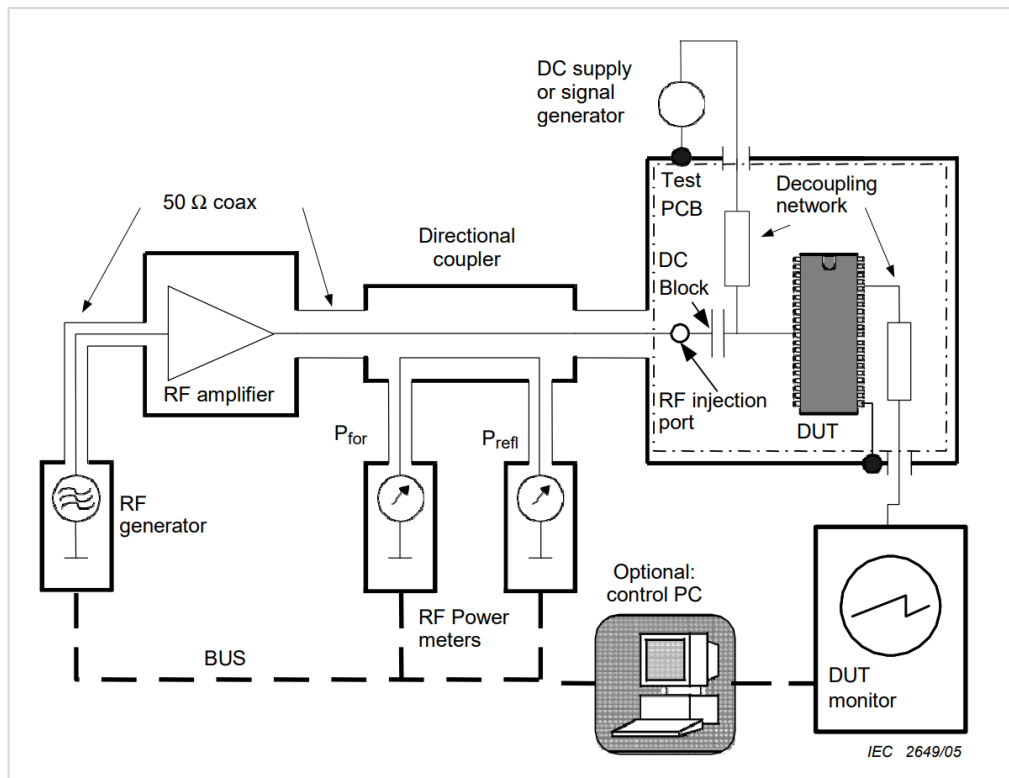 DC supply
or signal
generator
Test
PCB
Decoupling
network
50 Ω coax
Directional
coupler
DC
Block
RF amplifier
RF injection
port
DUT
Pfor
Prefl
RF
generator
Optional:
control PC
RF Power
meters
BUS
DUT
monitor
IEC 2649/05